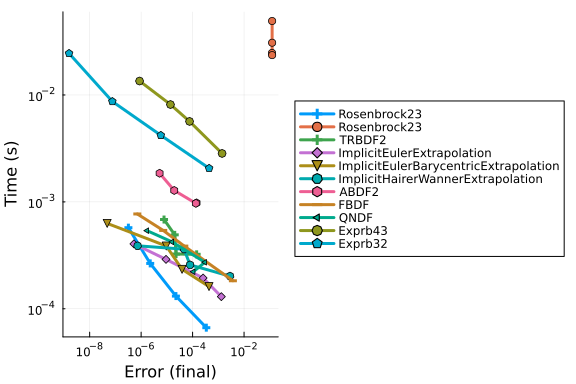 Time (s)
10⁻²
10⁻³
10⁻⁴
10⁻⁸
10⁻⁶
10⁻⁴
10⁻²
Error (final)
Rosenbrock23
Rosenbrock23
TRBDF2
ImplicitEulerExtrapolation
ImplicitEulerBarycentricExtrapolation
ImplicitHairerWannerExtrapolation
ABDF2
FBDF
QNDF
Exprb43
Exprb32